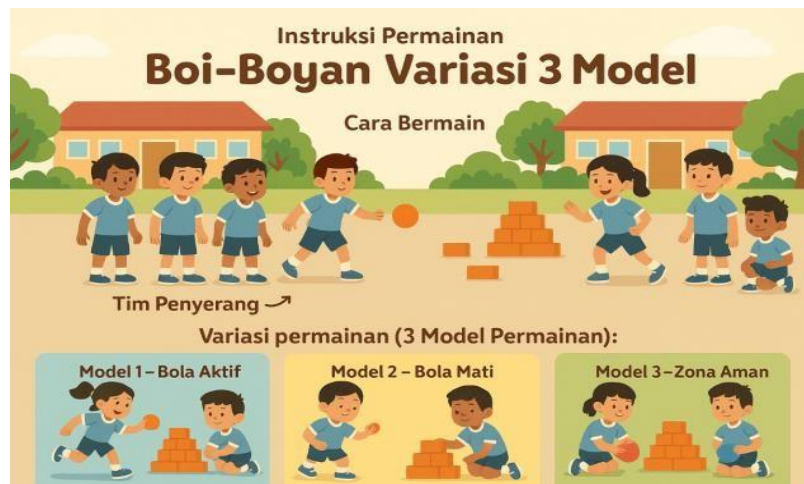 Instruksi Permainan
Boi-Boyan Variasi 3 Model
Cara Bermain
Tim Penyerang
Variasi permainan (3 Model Permainan):
Model 1 – Bola Aktif
Model 2 – Bola Mati
Model 3 – Zona Aman